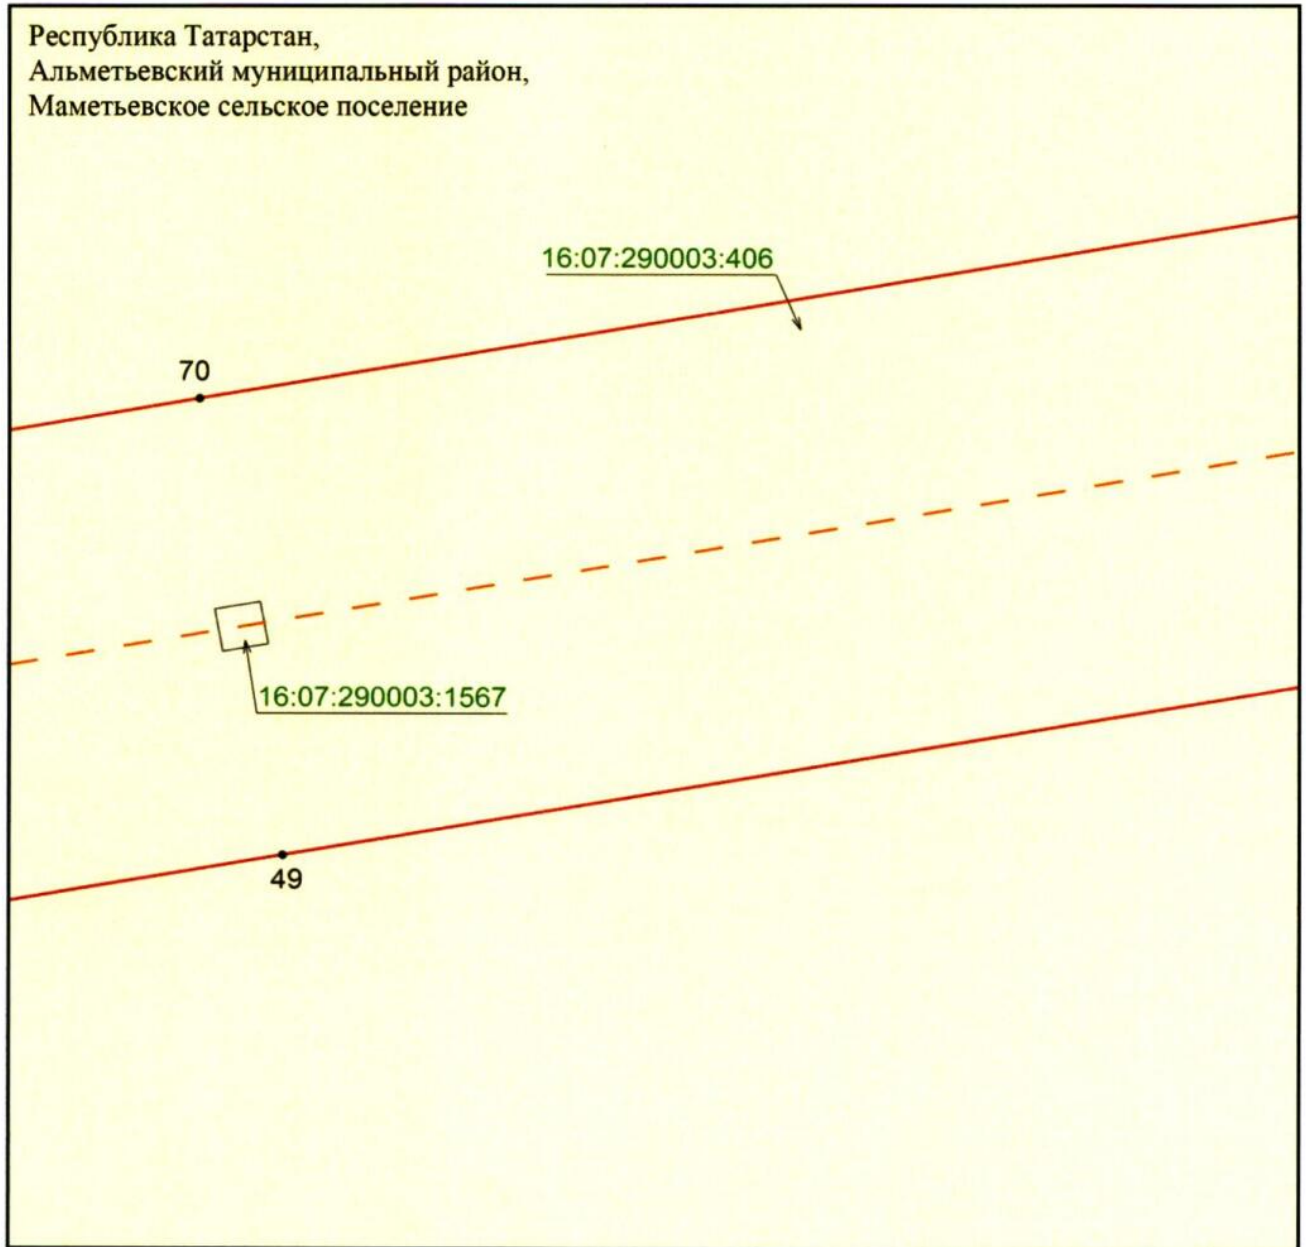 Республика Татарстан,
Альметьевский муниципальный район,
Маметьевское сельское поселение
16:07:290003:406
70
16:07:290003:1567
49